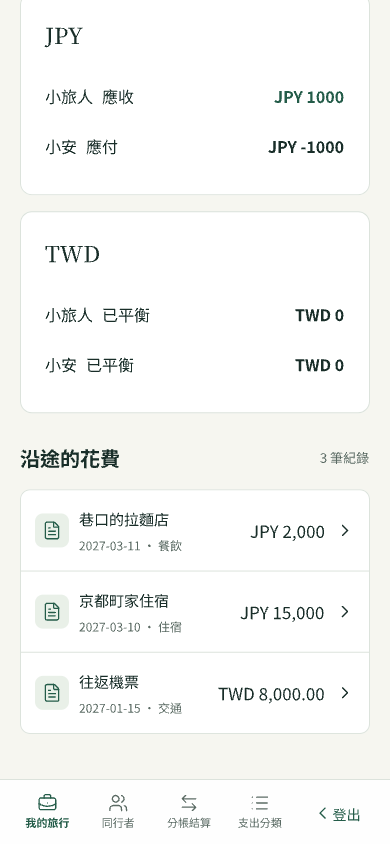 JPY
小旅人 應收 JPY 1000
小安 應付 JPY -1000
TWD
小旅人 已平衡 TWD 0
小安 已平衡 TWD 0
沿途的花費 3 筆紀錄
巷口的拉麵店
2027-03-11 · 餐飲 JPY 2,000
京都町家住宿
2027-03-10 · 住宿 JPY 15,000
往返機票
2027-01-15 · 交通 TWD 8,000.00
我的旅行 同行者 分帳結算 支出分類 登出